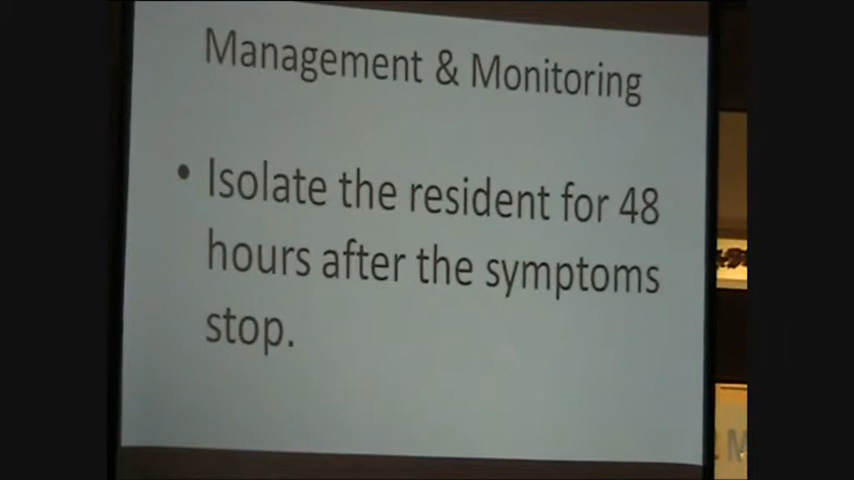 Management & Monitoring
• Isolate the resident for 48
hours after the symptoms
stop.